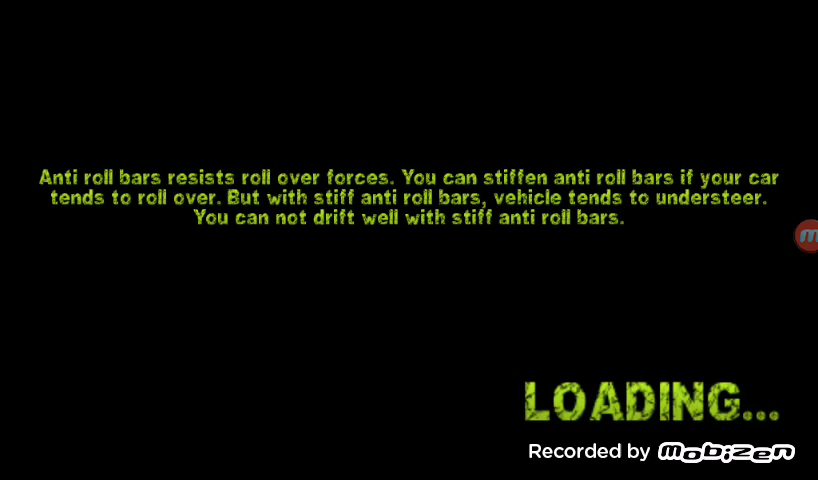 Anti roll bars resists roll over forces. You can stiffen anti roll bars if your car
tends to roll over. But with stiff anti roll bars, vehicle tends to understeer.
You can not drift well with stiff anti roll bars.
m
LOADING...
Recorded by mobizen